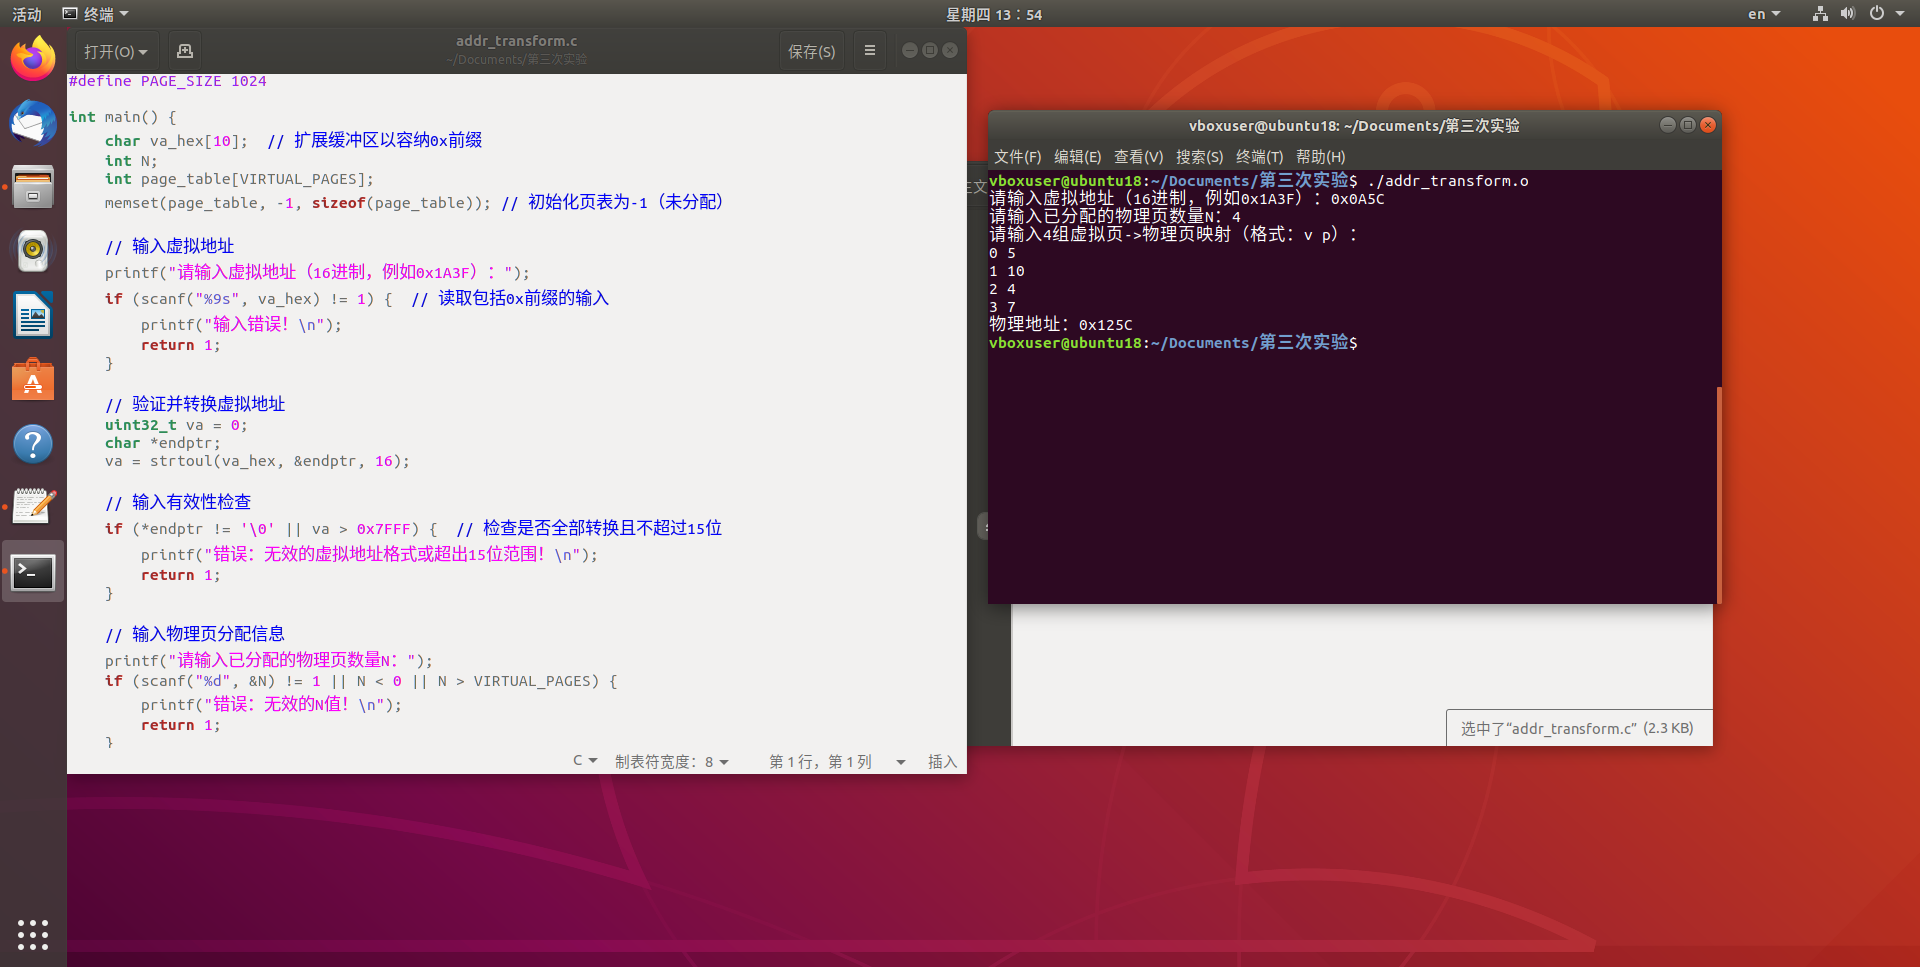 活动
终端
星期四 13：54
en
打开(O)
addr_transform.c
~/Documents/第三次实验
保存(S)
#define PAGE_SIZE 1024
int main() {
char va_hex[10];  // 扩展缓冲区以容纳0x前缀
int N;
int page_table[VIRTUAL_PAGES];
memset(page_table, -1, sizeof(page_table)); // 初始化页表为-1（未分配）
// 输入虚拟地址
printf("请输入虚拟地址（16进制，例如0x1A3F）：");
if (scanf("%9s", va_hex) != 1) {  // 读取包括0x前缀的输入
printf("输入错误！\n");
return 1;
}
// 验证并转换虚拟地址
uint32_t va = 0;
char *endptr;
va = strtoul(va_hex, &endptr, 16);
// 输入有效性检查
if (*endptr != '\0' || va > 0x7FFF) {  // 检查是否全部转换且不超过15位
printf("错误：无效的虚拟地址格式或超出15位范围！\n");
return 1;
}
// 输入物理页分配信息
printf("请输入已分配的物理页数量N：");
if (scanf("%d", &N) != 1 || N < 0 || N > VIRTUAL_PAGES) {
printf("错误：无效的N值！\n");
return 1;
}
C
制表符宽度：8
第 1 行，第 1 列
插入
vboxuser@ubuntu18: ~/Documents/第三次实验
文件(F) 编辑(E) 查看(V) 搜索(S) 终端(T) 帮助(H)
vboxuser@ubuntu18:~/Documents/第三次实验$ ./addr_transform.o
请输入虚拟地址（16进制，例如0x1A3F）：0x0A5C
请输入已分配的物理页数量N：4
请输入4组虚拟页->物理页映射（格式：v p）：
0 5
1 10
2 4
3 7
物理地址：0x125C
vboxuser@ubuntu18:~/Documents/第三次实验$
选中了“addr_transform.c” (2.3 KB)